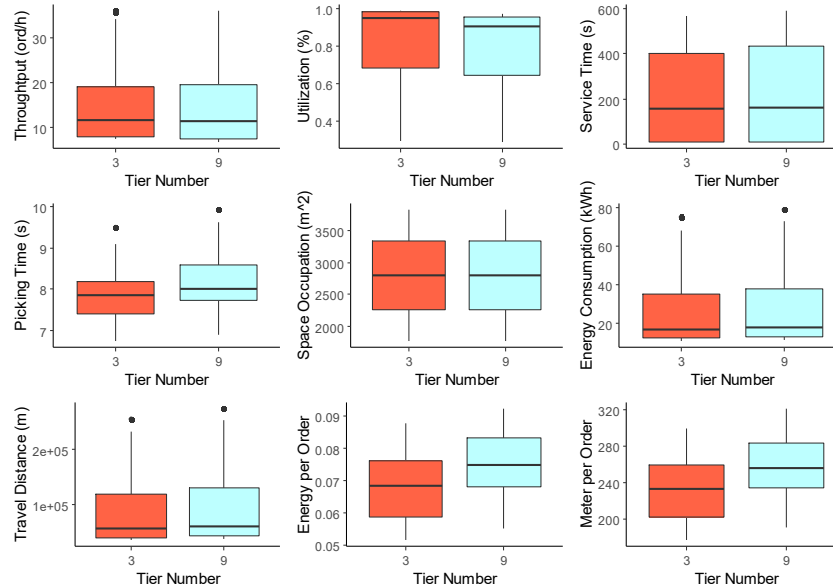 Throughtput (ord/h)
30
20
10
3
9
Tier Number
Utilization (%)
1.0
0.8
0.6
0.4
3
9
Tier Number
Service Time (s)
600
400
200
0
3
9
Tier Number
Picking Time (s)
10
9
8
7
3
9
Tier Number
Space Occupation (m^2)
3500
3000
2500
2000
3
9
Tier Number
Energy Consumption (kWh)
80
60
40
20
3
9
Tier Number
Travel Distance (m)
2e+05
1e+05
3
9
Tier Number
Energy per Order
0.09
0.08
0.07
0.06
0.05
3
9
Tier Number
Meter per Order
320
280
240
200
3
9
Tier Number